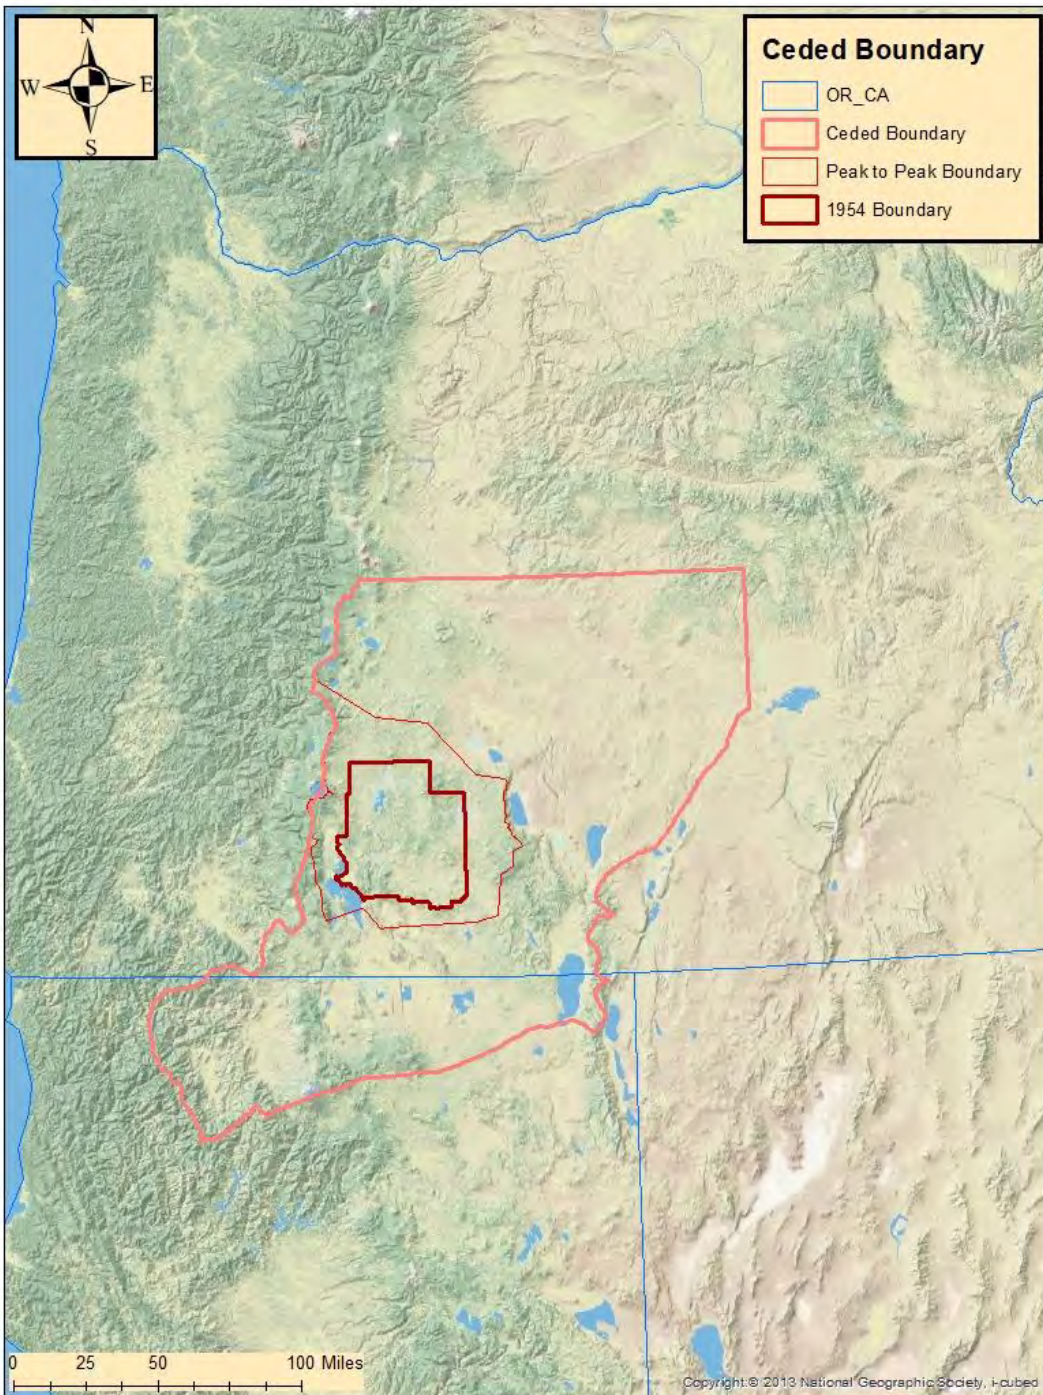 N
W E
S
Ceded Boundary
OR_CA
Ceded Boundary
Peak to Peak Boundary
1954 Boundary
0 25 50 100 Miles
Copyright:© 2013 National Geographic Society, i-cubed